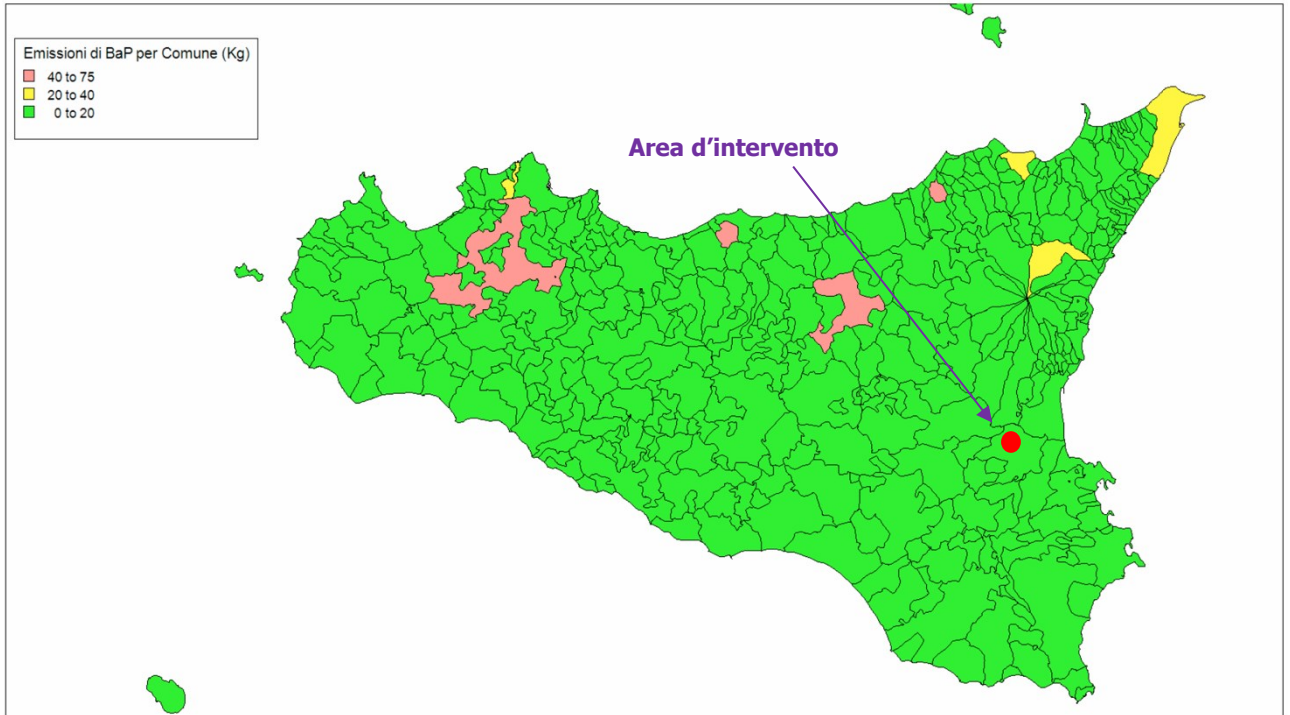 Emissioni di BaP per Comune (Kg)
40 to 75
20 to 40
0 to 20
Area d’intervento